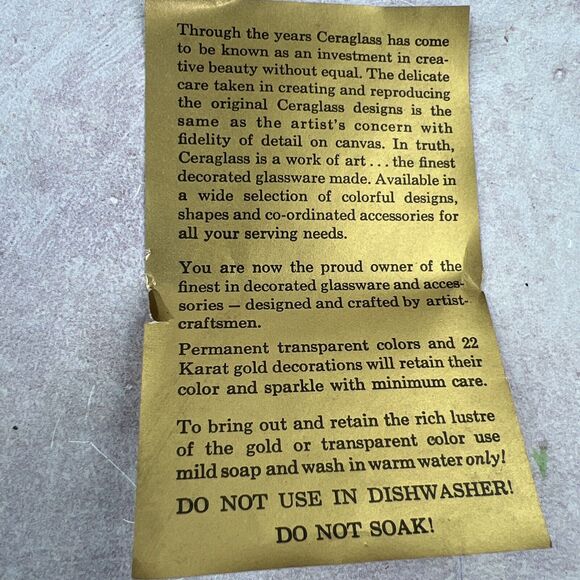 Through the years Ceraglass has come
to be known as an investment in crea-
tive beauty without equal. The delicate
care taken in creating and reproducing
the original Ceraglass designs is the
same as the artist's concern with
fidelity of detail on canvas. In truth,
Ceraglass is a work of art . . . the finest
decorated glassware made. Available in
a wide selection of colorful designs,
shapes and co-ordinated accessories for
all your serving needs.
You are now the proud owner of the
finest in decorated glassware and acces-
sories — designed and crafted by artist-
craftsmen.
Permanent transparent colors and 22
Karat gold decorations will retain their
color and sparkle with minimum care.
To bring out and retain the rich lustre
of the gold or transparent color use
mild soap and wash in warm water only!
DO NOT USE IN DISHWASHER!
DO NOT SOAK!